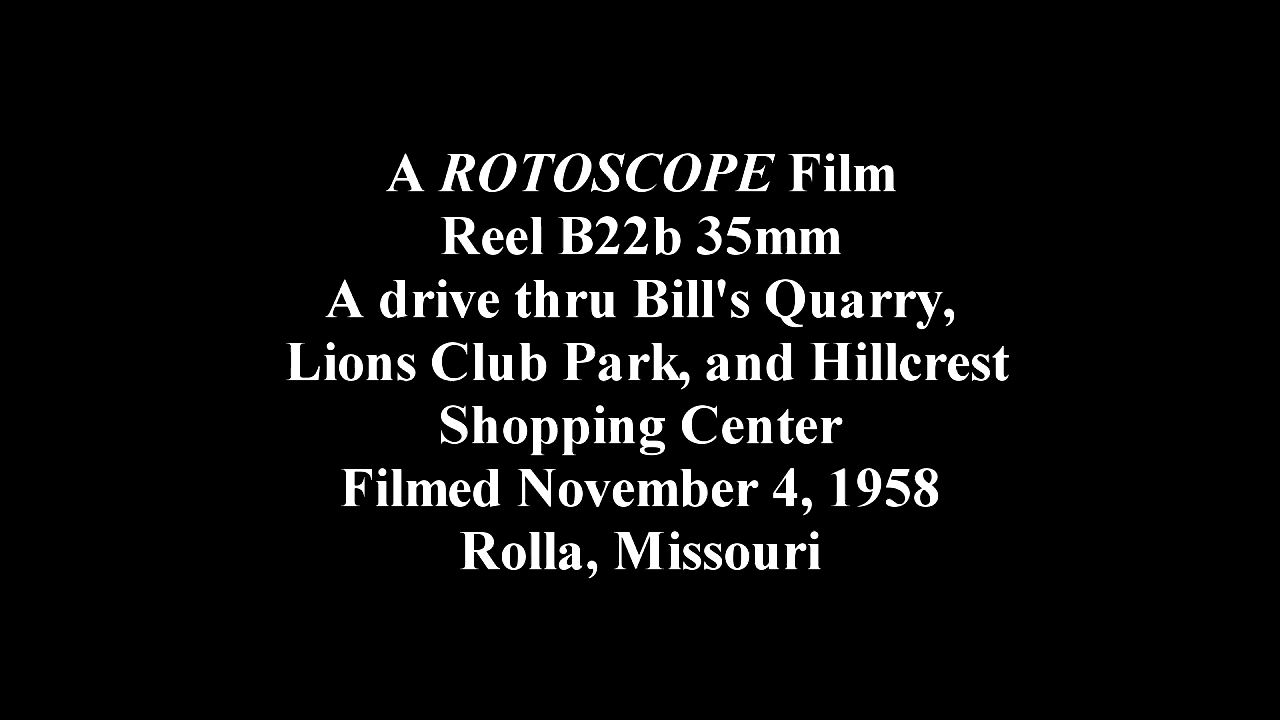 A ROTOSCOPE Film
Reel B22b 35mm
A drive thru Bill's Quarry,
Lions Club Park, and Hillcrest
Shopping Center
Filmed November 4, 1958
Rolla, Missouri